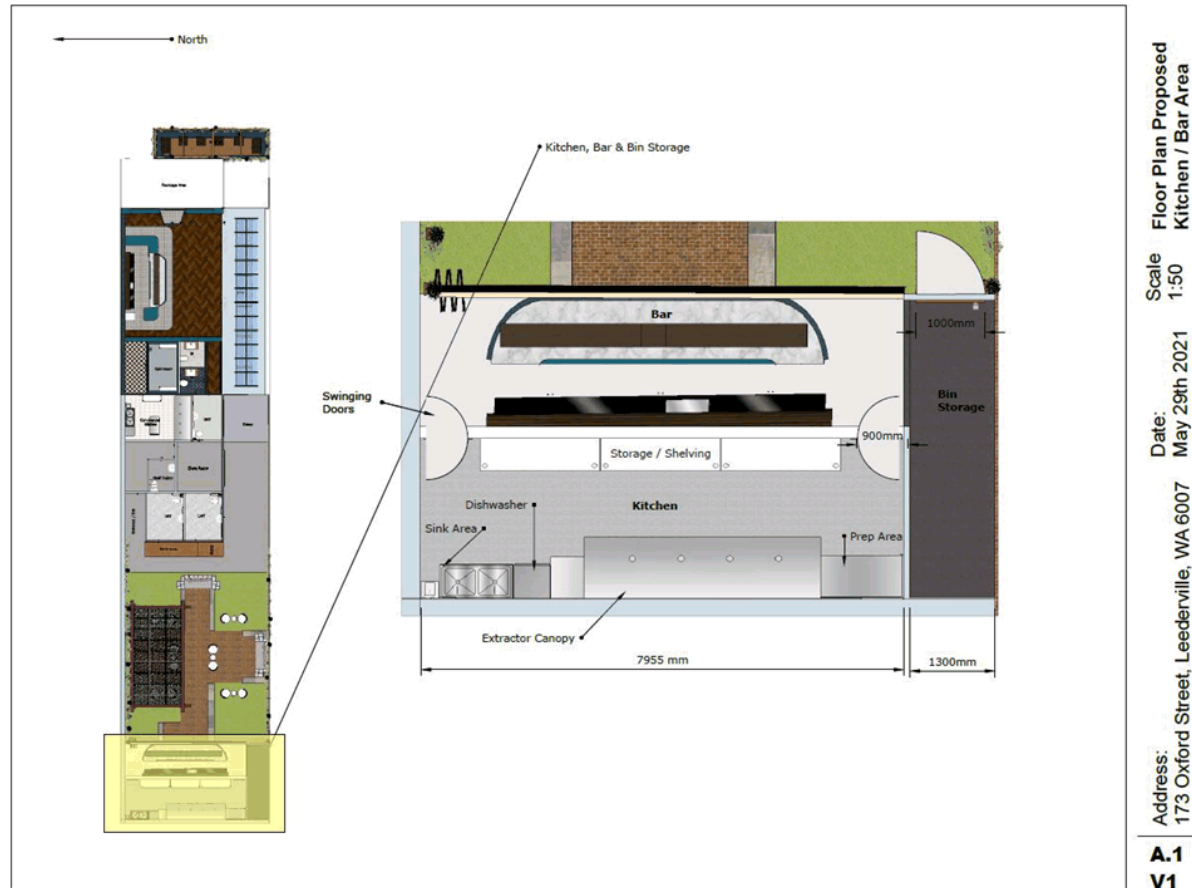 North
Kitchen, Bar & Bin Storage
Bar
1000mm
Bin
Storage
Swinging
Doors
900mm
Storage / Shelving
Kitchen
Dishwasher
Sink Area
Prep Area
Extractor Canopy
7955 mm
1300mm
Floor Plan Proposed
Kitchen / Bar Area
Scale
1:50
Date:
May 29th 2021
Address:
173 Oxford Street, Leederville, WA 6007
A.1
V1